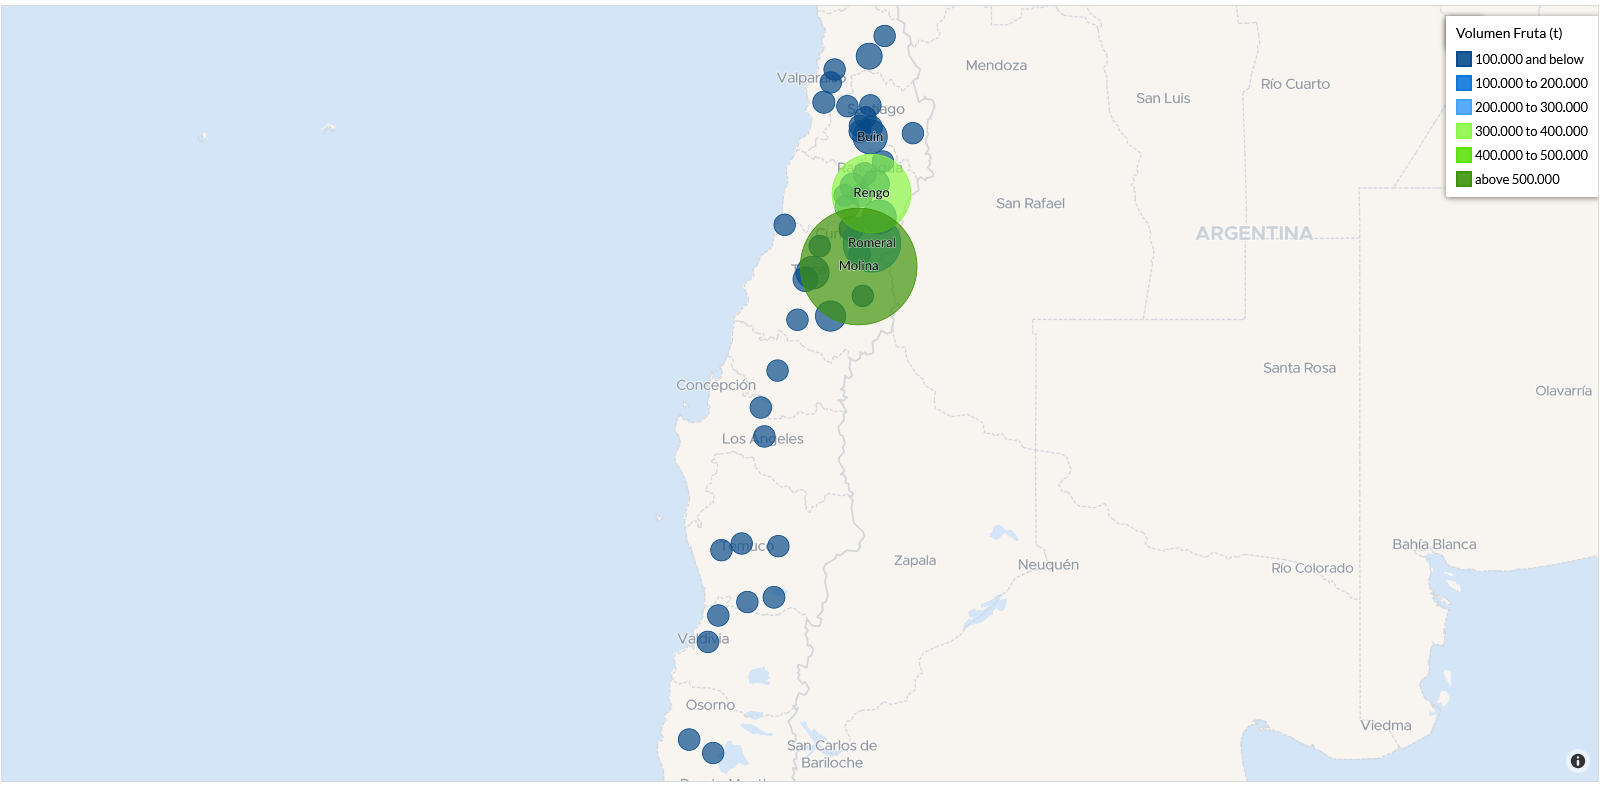 Volumen Fruta (t)
100.000 and below
100.000 to 200.000
200.000 to 300.000
300.000 to 400.000
400.000 to 500.000
above 500.000
Mendoza
Valparaíso
Río Cuarto
San Luis
Santiago
Buin
Rancagua
Rengo
San Rafael
ARGENTINA
Romeral
Molina
Santa Rosa
Concepción
Olavarría
Los Ángeles
Temuco
Bahía Blanca
Zapala
Neuquén
Río Colorado
Valdivia
Osorno
Viedma
San Carlos de
Bariloche